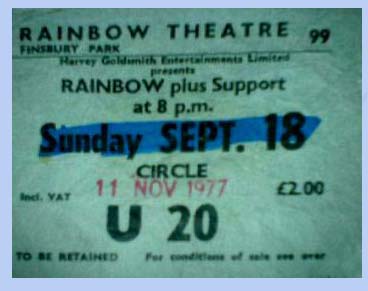 RAINBOW THEATRE 99
FINSBURY PARK
Harvey Goldsmith Entertainments Limited
presents
RAINBOW plus Support
at 8 p.m.
Sunday SEPT. 18
CIRCLE
11 NOV 1977
Incl. VAT £2.00
U 20
TO BE RETAINED For conditions of sale see over